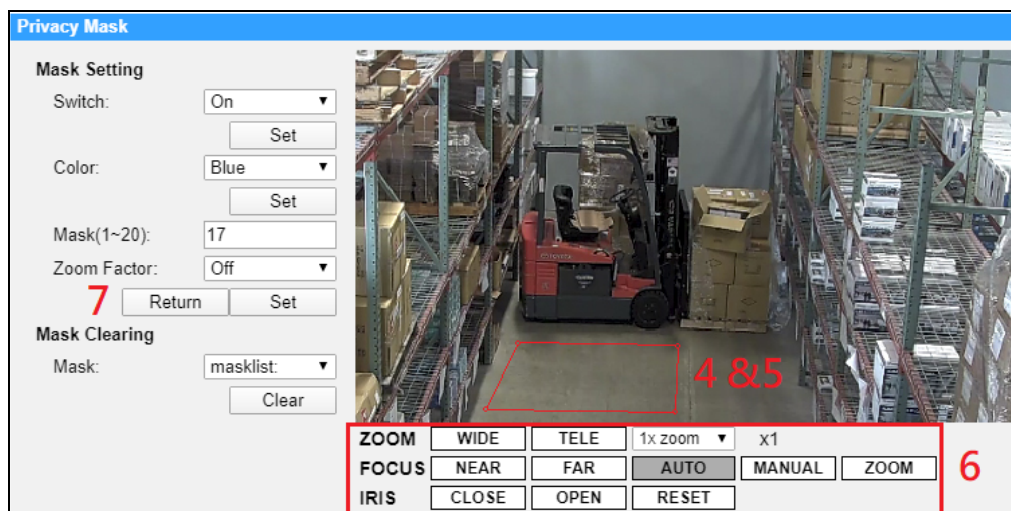 Privacy Mask
Mask Setting
Switch: On
Set
Color: Blue
Set
Mask(1~20): 17
Zoom Factor: Off
7 Return Set
Mask Clearing
Mask: masklist:
Clear
4 &5
ZOOM WIDE TELE 1x zoom x1
FOCUS NEAR FAR AUTO MANUAL ZOOM
IRIS CLOSE OPEN RESET
6